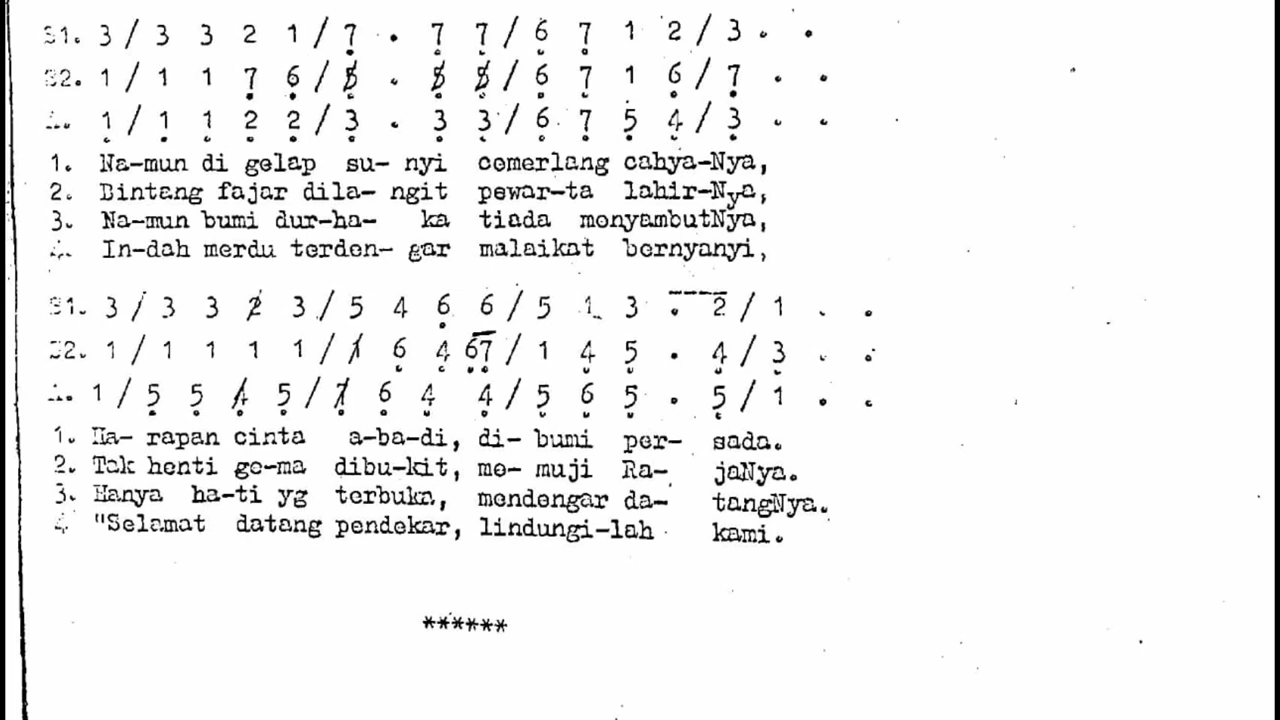 S1. 3 / 3 3 2 1 / 7 . 7 7 / 6 7 1 2 / 3 . .
S2. 1 / 1 1 7 6 / 5 . 5 5 / 6 7 1 6 / 7 . .
A. 1 / 1 1 2 2 / 3 . 3 3 / 6 7 5 4 / 3 . .
1. Na-mun di gelap su- nyi cemerlang cahya-Nya,
2. Bintang fajar dila- ngit pewar-ta lahir-Nya,
3. Na-mun bumi dur-ha- ka tiada menyambutNya,
4. In-dah merdu terden- gar malaikat bernyanyi,
S1. 3 / 3 3 2 3 / 5 4 6 6 / 5 1 3 . 2 / 1 . .
S2. 1 / 1 1 1 1 / 1 6 4 67 / 1 4 5 . 4 / 3 . .
A. 1 / 5 5 4 5 / 1 6 4 4 / 5 6 5 . 5 / 1 . .
1. Ha- rapan cinta a-ba-di, di- bumi per- sada.
2. Tak henti ge-ma dibu-kit, me- muji Ra- jaNya.
3. Hanya ha-ti yg terbuka, mendengar da- tangNya.
4 "Selamat datang pendekar, lindungi-lah kami.
******